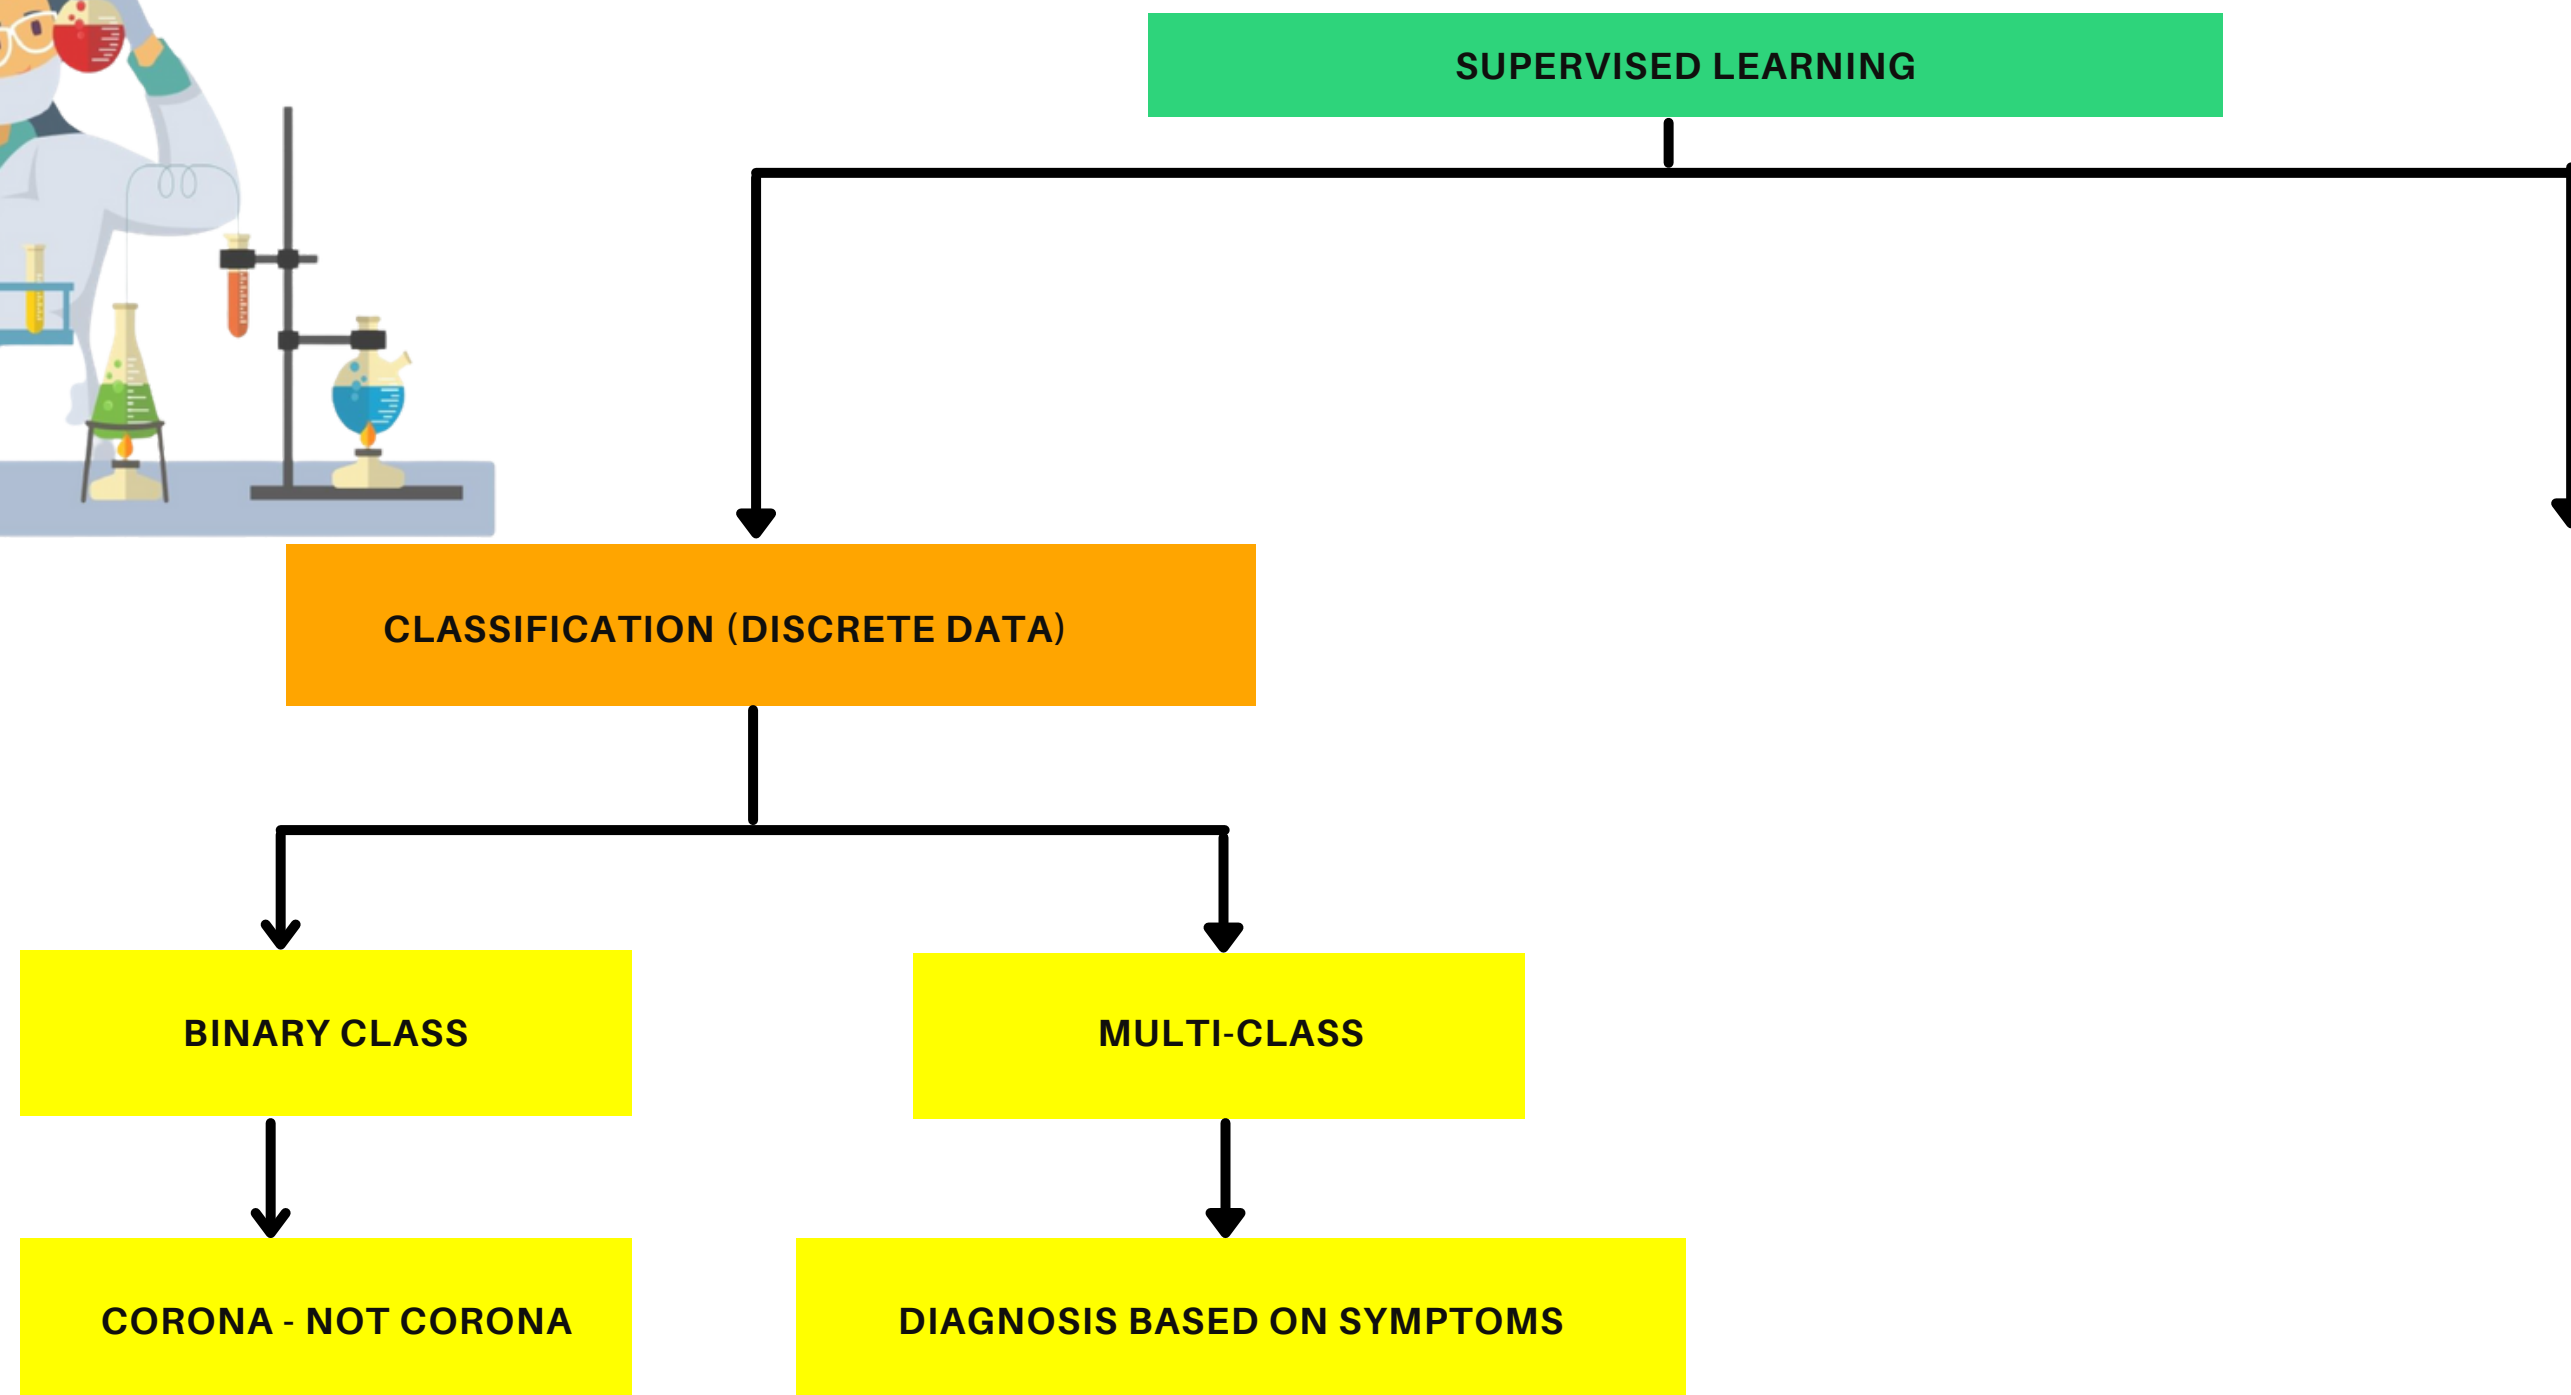 SUPERVISED LEARNING
CLASSIFICATION (DISCRETE DATA)
BINARY CLASS
MULTI-CLASS
CORONA - NOT CORONA
DIAGNOSIS BASED ON SYMPTOMS